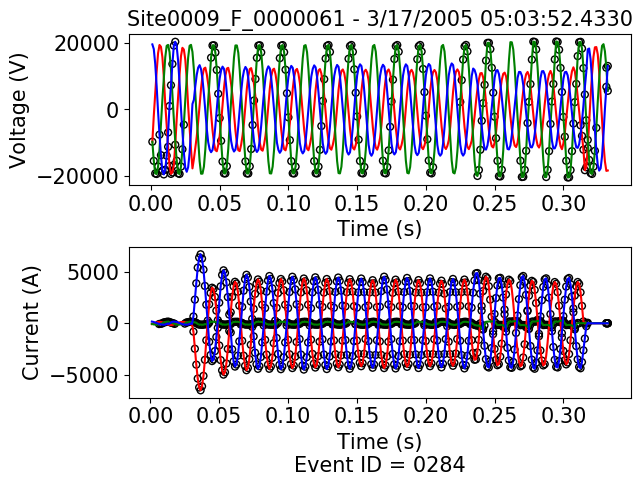 Site0009_F_0000061 - 3/17/2005 05:03:52.4330
20000
0
−20000
Voltage (V)
0.00 0.05 0.10 0.15 0.20 0.25 0.30
Time (s)
5000
0
−5000
Current (A)
0.00 0.05 0.10 0.15 0.20 0.25 0.30
Time (s)
Event ID = 0284